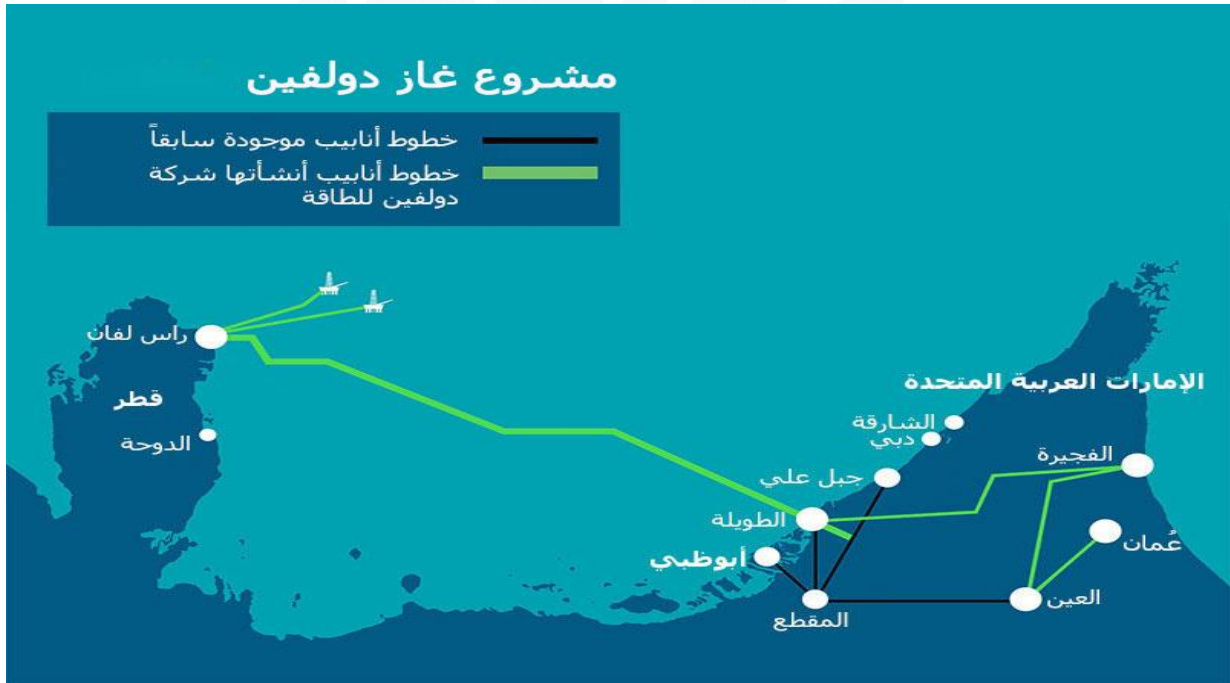 مشروع غاز دولفين
خطوط أنابيب موجودة سابقاً
خطوط أنابيب أنشأتها شركة
دولفين للطاقة
راس لفان
قطر
الدوحة
الإمارات العربية المتحدة
الشارقة
دبي
الفجيرة
جبل علي
الطويلة
عُمان
أبوظبي
العين
المقطع